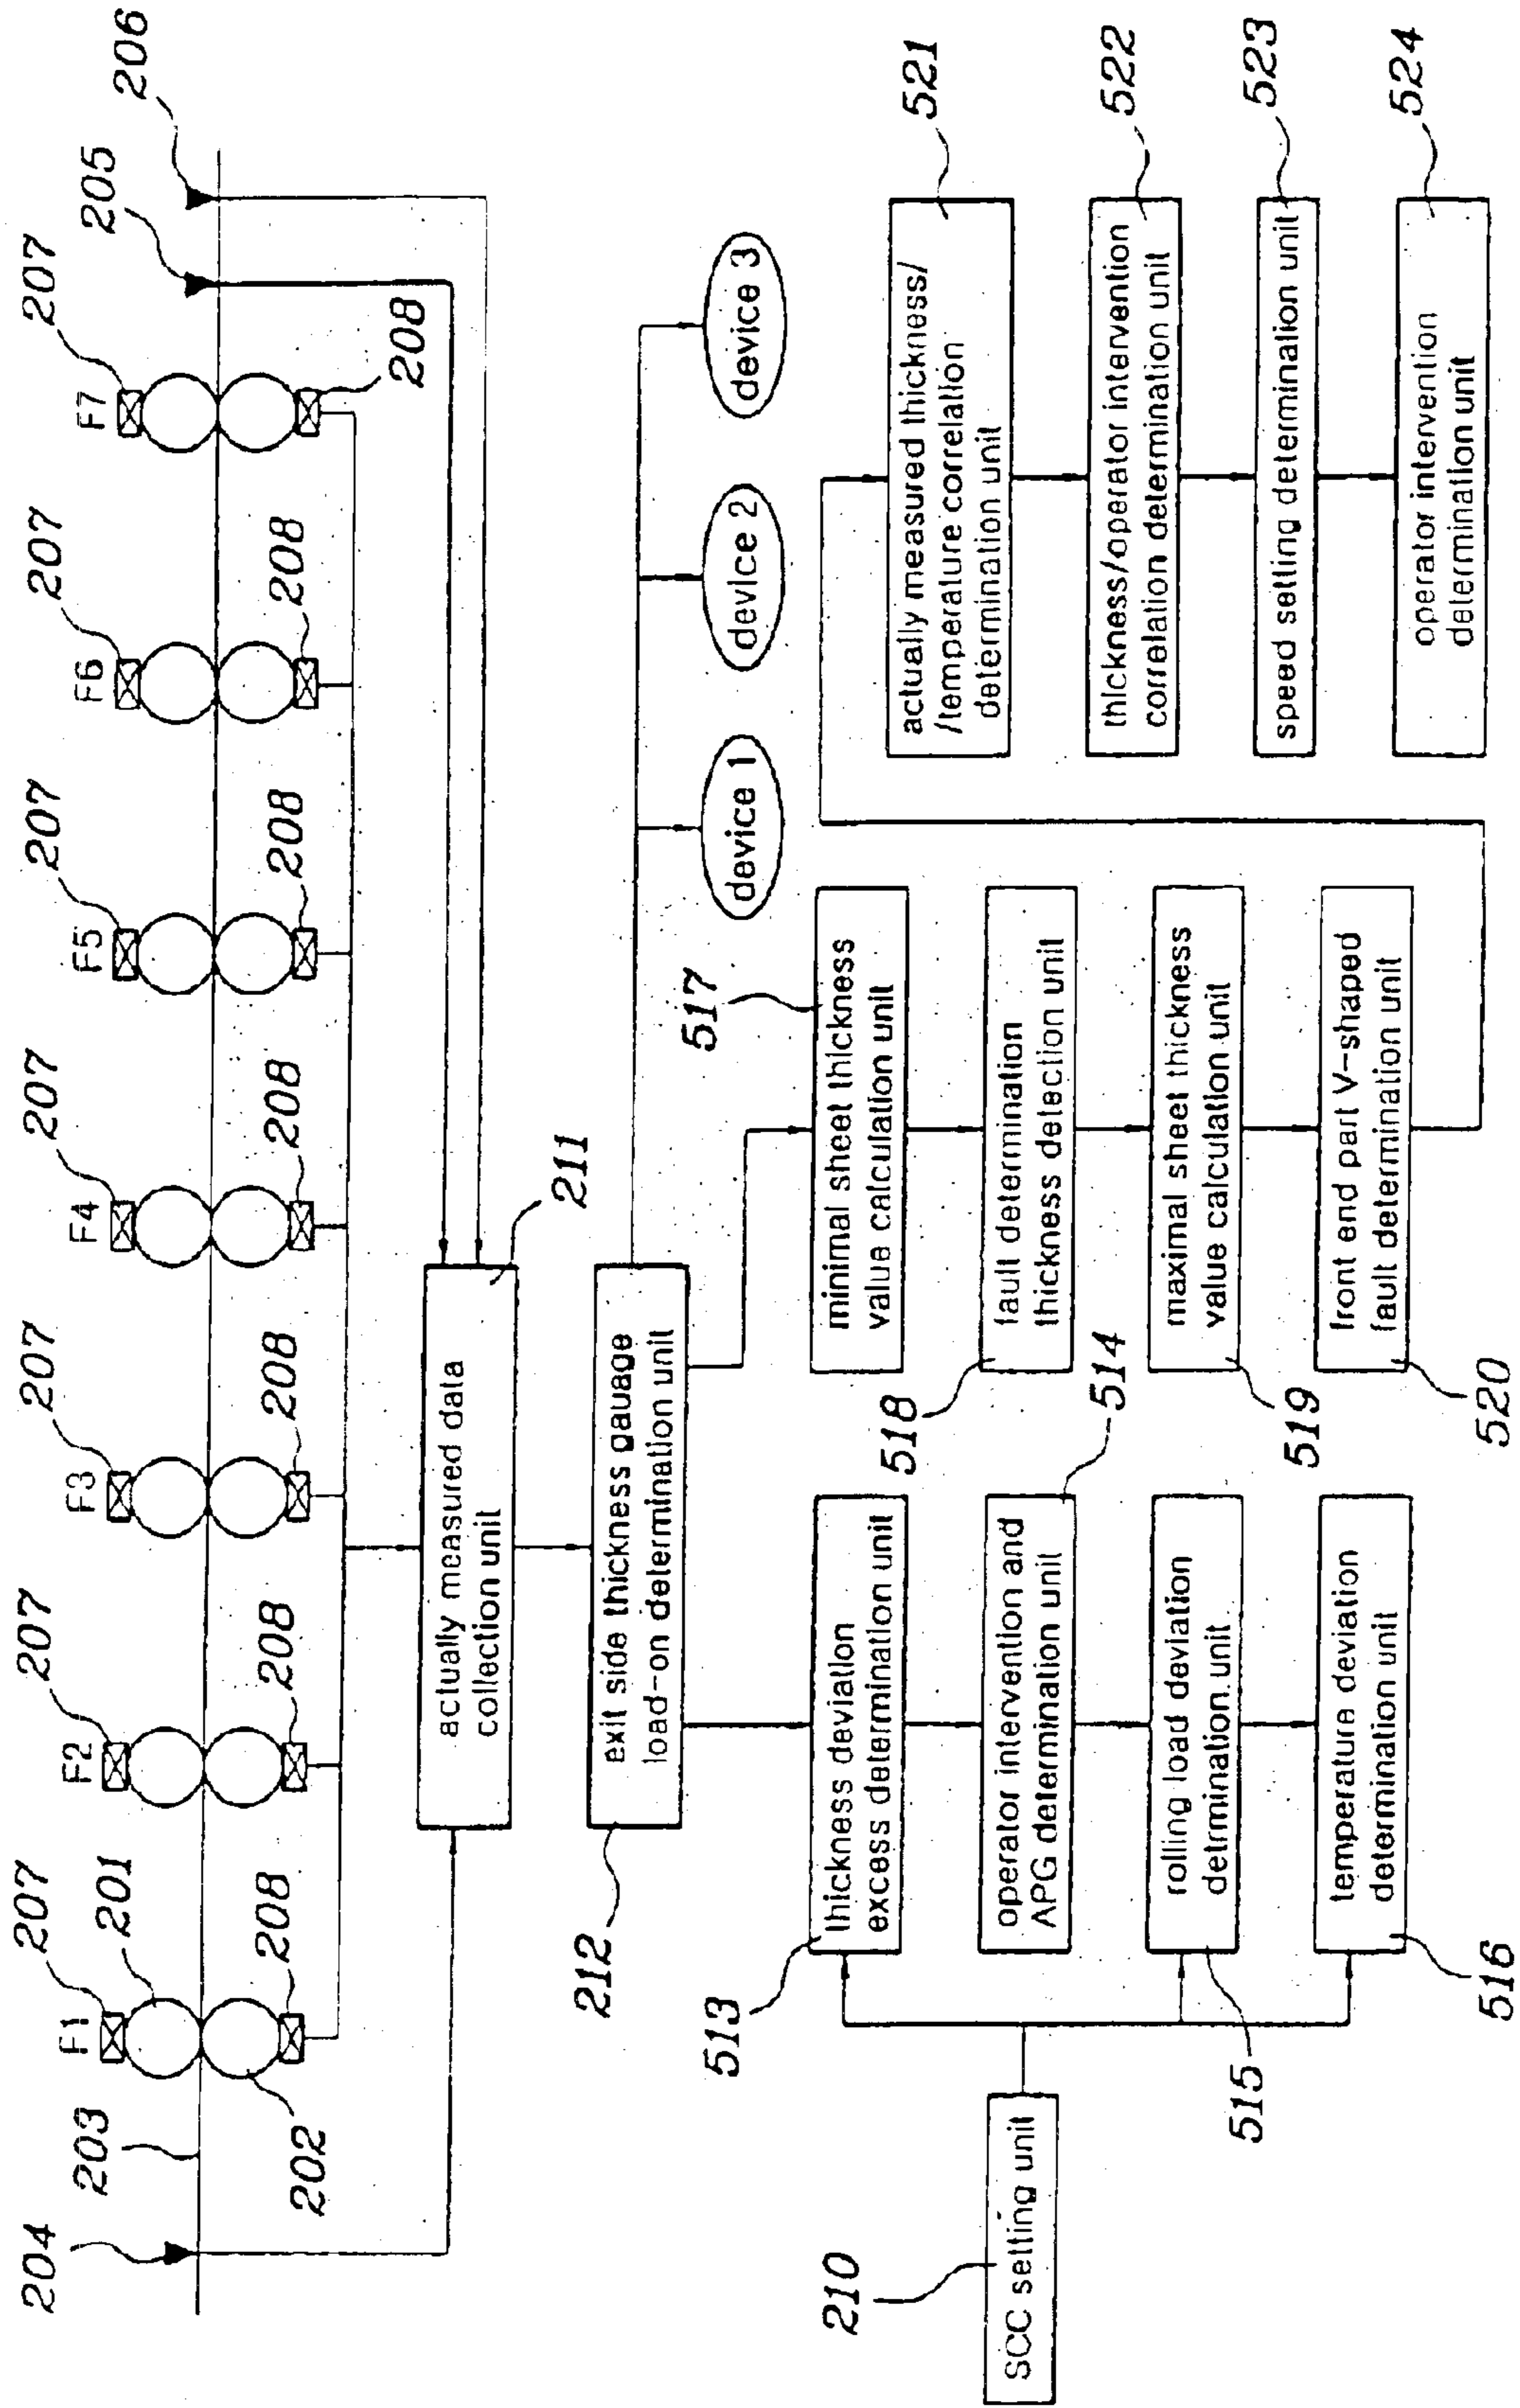 F1
F2
F3
F4
F5
F6
F7
207
207
207
207
207
207
207
206
205
204
203
201
202
208
208
208
208
208
208
208
actually measured data
collection unit
211
exit side thickness gauage
load-on determination unit
212
device 1
device 2
device 3
210
SCC setting unit
513
thickness deviation
excess determination unit
operator intervention and
APG determination unit
514
rolling load deviation
detrmination unit
515
temperature deviation
determination unit
516
517
minimal sheet thickness
value calculation unit
fault determination
thickness detection unit
518
maximal sheet thickness
value calculation unit
519
front end part V-shaped
fault determination unit
520
actually measured thickness/
/temperature correlation
determination unit
521
thickness/operator intervention
correlation determination unit
522
speed setting determination unit
523
operator intervention
determination unit
524